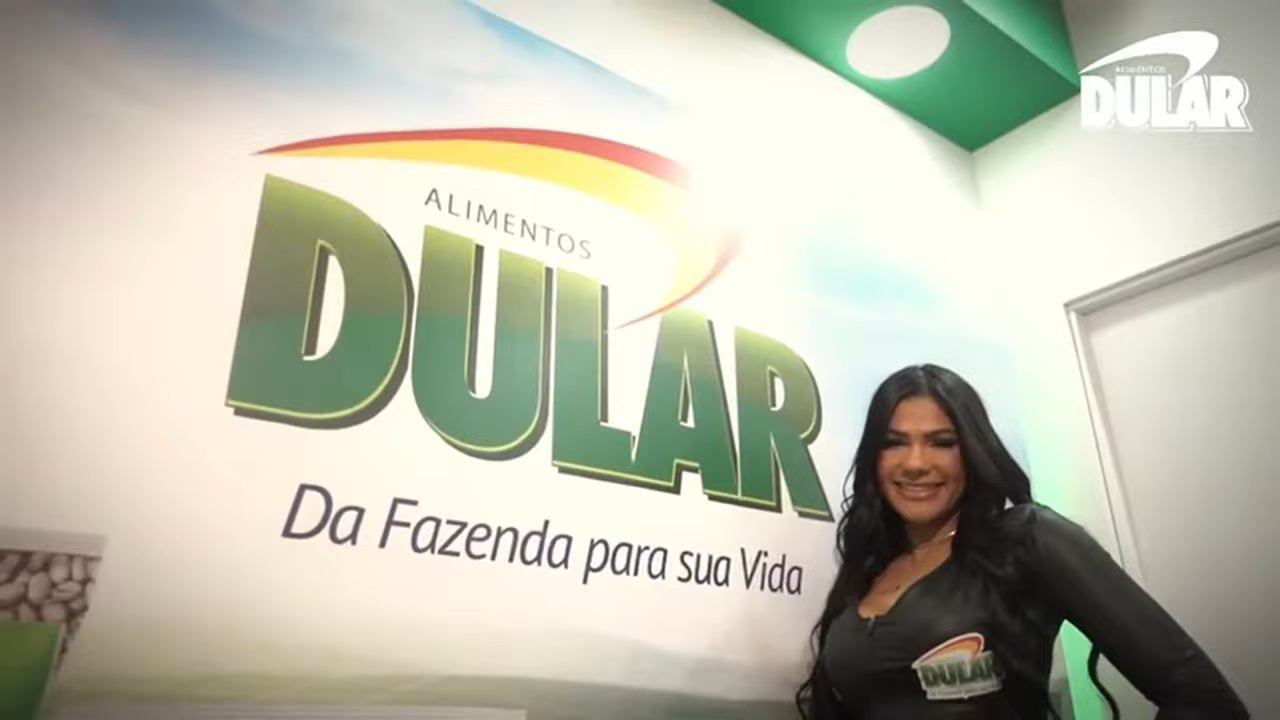 ALIMENTOS
DULAR
ALIMENTOS
DULAR
Da Fazenda para sua Vida
DULAR